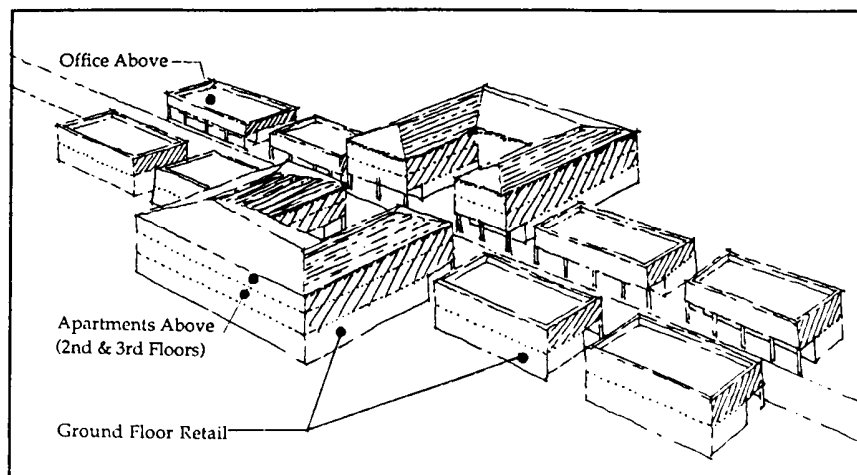 Office Above
Apartments Above
(2nd & 3rd Floors)
Ground Floor Retail